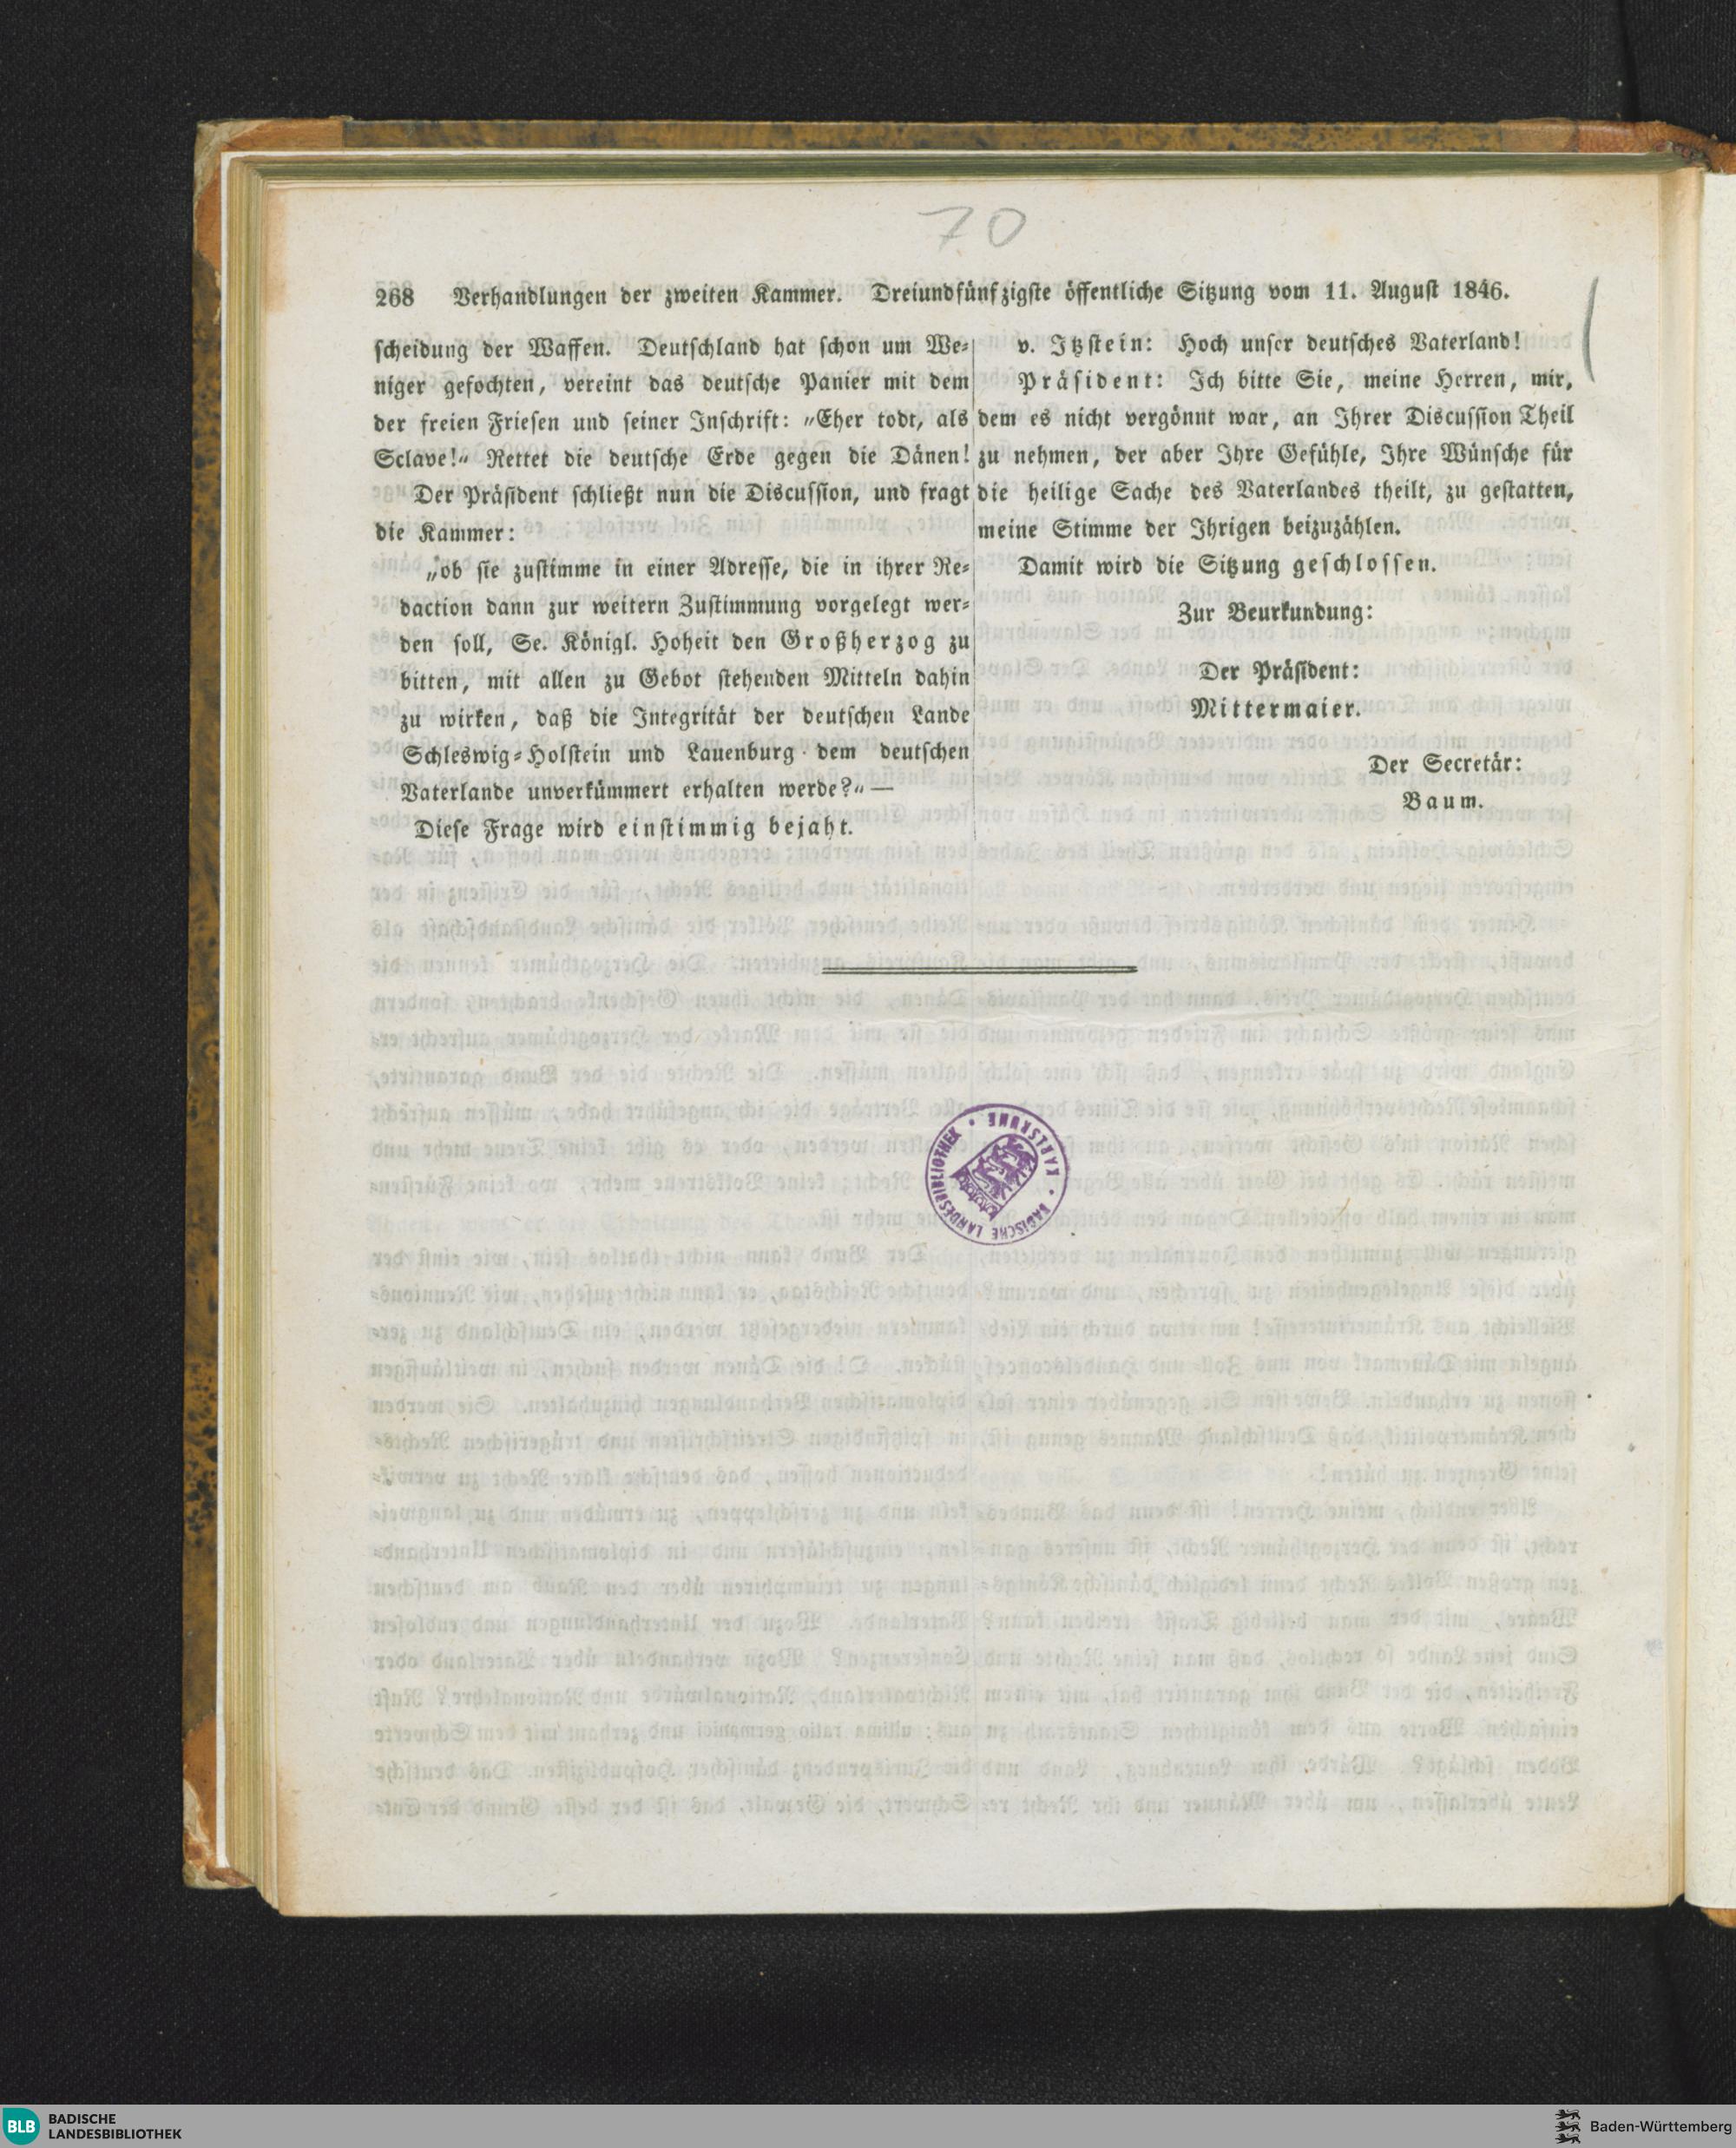 70
268 Verhandlungen der zweiten Kammer. Dreiundfünfzigste öffentliche Sitzung vom 11. August 1846.
scheidung der Waffen. Deutschland hat schon um We-
niger gefochten, vereint das deutsche Panier mit dem
der freien Friesen und seiner Inschrift: „Eher todt, als
Sclave!“ Rettet die deutsche Erde gegen die Dänen!
Der Präsident schließt nun die Discussion, und fragt
die Kammer:
„ob sie zustimme in einer Adresse, die in ihrer Re-
daction dann zur weitern Zustimmung vorgelegt wer-
den soll, Se. Königl. Hoheit den Großherzog zu
bitten, mit allen zu Gebot stehenden Mitteln dahin
zu wirken, daß die Integrität der deutschen Lande
Schleswig-Holstein und Lauenburg dem deutschen
Vaterlande unverkümmert erhalten werde?“ —
Diese Frage wird einstimmig bejaht.
v. Itzstein: Hoch unser deutsches Vaterland!
Präsident: Ich bitte Sie, meine Herren, mir,
dem es nicht vergönnt war, an Ihrer Discussion Theil
zu nehmen, der aber Ihre Gefühle, Ihre Wünsche für
die heilige Sache des Vaterlandes theilt, zu gestatten,
meine Stimme der Ihrigen beizuzählen.
Damit wird die Sitzung geschlossen.
Zur Beurkundung:
Der Präsident:
Mittermaier.
Der Secretär:
Baum.
BADISCHE LANDESBIBLIOTHEK • KARLSRUHE •
BLB
BADISCHE
LANDESBIBLIOTHEK
Baden-Württemberg